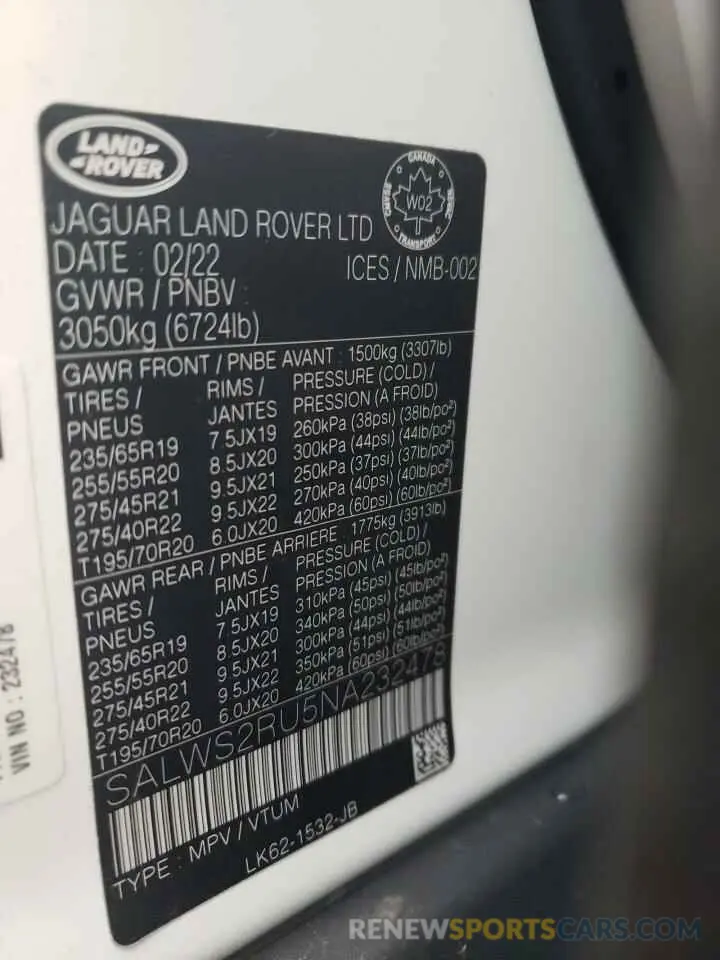 LAND-
-ROVER
CANADA
W02
TRANSPORT
JAGUAR LAND ROVER LTD
DATE : 02/22
ICES / NMB-002
GVWR / PNBV :
3050kg (6724lb)
GAWR FRONT / PNBE AVANT : 1500kg (3307lb)
TIRES / RIMS / PRESSURE (COLD) /
PNEUS JANTES PRESSION (A FROID)
235/65R19 7.5JX19 260kPa (38psi) (38lb/po²)
255/55R20 8.5JX20 300kPa (44psi) (44lb/po²)
275/45R21 9.5JX21 250kPa (37psi) (37lb/po²)
275/40R22 9.5JX22 270kPa (40psi) (40lb/po²)
T195/70R20 6.0JX20 420kPa (60psi) (60lb/po²)
GAWR REAR / PNBE ARRIERE : 1775kg (3913lb)
TIRES / RIMS / PRESSURE (COLD) /
PNEUS JANTES PRESSION (A FROID)
235/65R19 7.5JX19 310kPa (45psi) (45lb/po²)
255/55R20 8.5JX20 340kPa (50psi) (50lb/po²)
275/45R21 9.5JX21 300kPa (44psi) (44lb/po²)
275/40R22 9.5JX22 350kPa (51psi) (51lb/po²)
T195/70R20 6.0JX20 420kPa (60psi) (60lb/po²)
SALWS2RU5NA232478
TYPE : MPV / VTUM
LK62-1532-JB
VIN NO : 232478
RENEWSPORTSCARS.COM